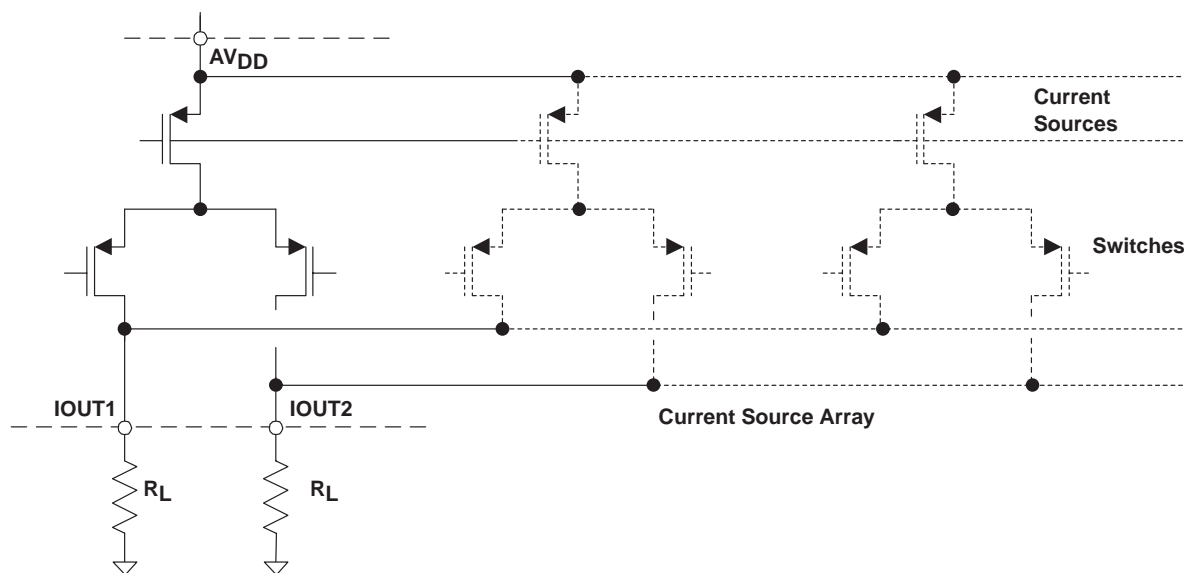 AVDD
Current
Sources
Switches
IOUT1
IOUT2
Current Source Array
RL
RL